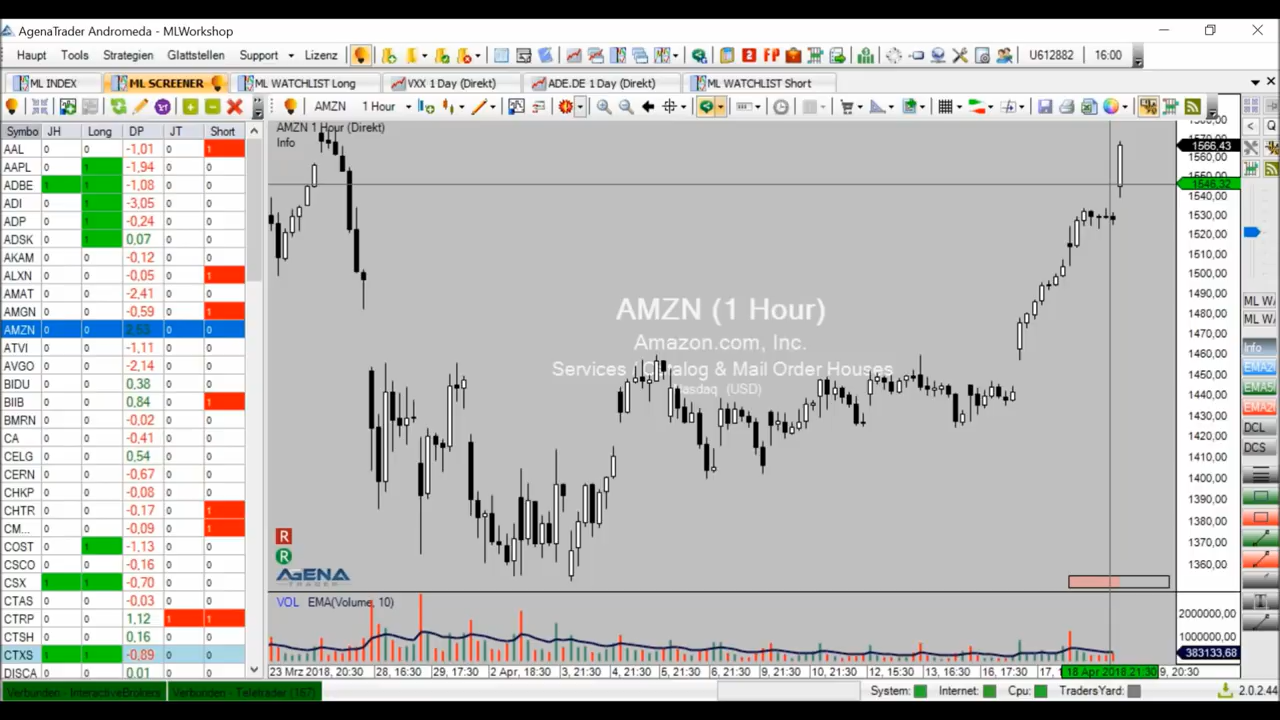 AgenaTrader Andromeda - MLWorkshop
Haupt Tools Strategien Glattstellen Support Lizenz 2 FP U612882 16:00
ML INDEX ML SCREENER ML WATCHLIST Long VXX 1 Day (Direkt) ADE.DE 1 Day (Direkt) ML WATCHLIST Short
AMZN 1 Hour
Symbo JH Long DP JT Short
AAL 0 0 -1,01 0 1
AAPL 0 1 -1,94 0 0
ADBE 1 1 -1,08 0 0
ADI 0 1 -3,05 0 0
ADP 0 1 -0,24 0 0
ADSK 0 1 0,07 0 0
AKAM 0 0 -0,12 0 0
ALXN 0 0 -0,05 0 1
AMAT 0 0 -2,41 0 0
AMGN 0 0 -0,59 0 1
AMZN 0 0 2,53 0 0
ATVI 0 0 -1,11 0 0
AVGO 0 0 -2,14 0 0
BIDU 0 0 0,38 0 0
BIIB 0 0 0,84 0 1
BMRN 0 0 -0,02 0 0
CA 0 0 -0,41 0 0
CELG 0 0 0,54 0 0
CERN 0 0 -0,67 0 0
CHKP 0 0 -0,08 0 0
CHTR 0 0 -0,17 0 1
CM... 0 0 -0,09 0 1
COST 0 1 -1,13 0 0
CSCO 0 0 -0,16 0 0
CSX 1 1 -0,70 0 0
CTAS 0 0 -0,03 0 0
CTRP 0 0 1,12 1 1
CTSH 0 0 0,16 0 0
CTXS 1 1 -0,89 0 0
DISCA 0 0 0,01 0 0
AMZN 1 Hour (Direkt)
Info
AMZN (1 Hour)
Amazon.com, Inc.
Services / Catalog & Mail Order Houses
Nasdaq (USD)
R
R
AGENA
TRADER
VOL EMA(Volume, 10)
1566,43
1560,00
1550,00
1546,32
1540,00
1530,00
1520,00
1510,00
1500,00
1490,00
1480,00
1470,00
1460,00
1450,00
1440,00
1430,00
1420,00
1410,00
1400,00
1390,00
1380,00
1370,00
1360,00
2000000,00
1000000,00
383133,68
23 Mrz 2018, 20:30 28, 16:30 29, 17:30 2 Apr, 18:30 3, 21:30 4, 21:30 5, 21:30 9, 21:30 10, 21:30 12, 15:30 13, 16:30 16, 17:30 17, 18 Apr 2018 21:30 9, 20:30
ML W
ML W
Info
EMA2
EMA5
EMA2
DCL
DCS
Verbunden - InteractiveBrokers Verbunden - Teletrader (157) System: Internet: Cpu: TradersYard: 2.0.2.44